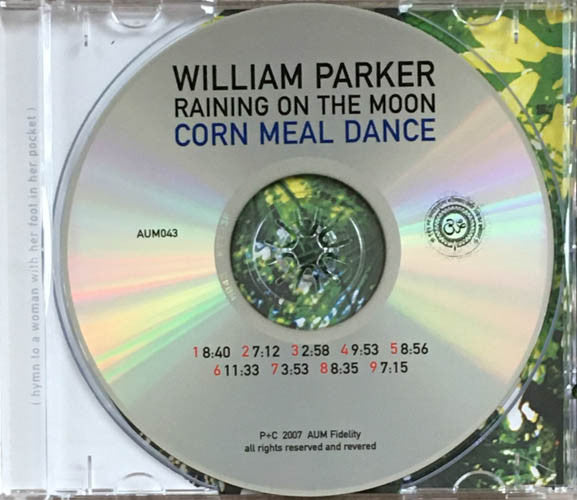 WILLIAM PARKER
RAINING ON THE MOON
CORN MEAL DANCE
( hymn to a woman with her foot in her pocket )
AUM043
1 8:40 2 7:12 3 2:58 4 9:53 5 8:56
6 11:33 7 3:53 8 8:35 9 7:15
P+C 2007 AUM Fidelity
all rights reserved and revered